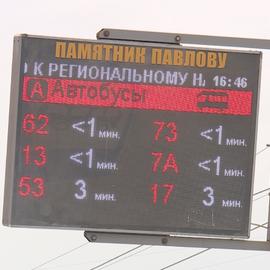 ПАМЯТНИК ПАВЛОВУ
К РЕГИОНАЛЬНОМУ 16:46
А Автобусы
62 <1 мин. 73 <1 мин.
13 <1 мин. 7А <1 мин.
53 3 мин. 17 3 мин.